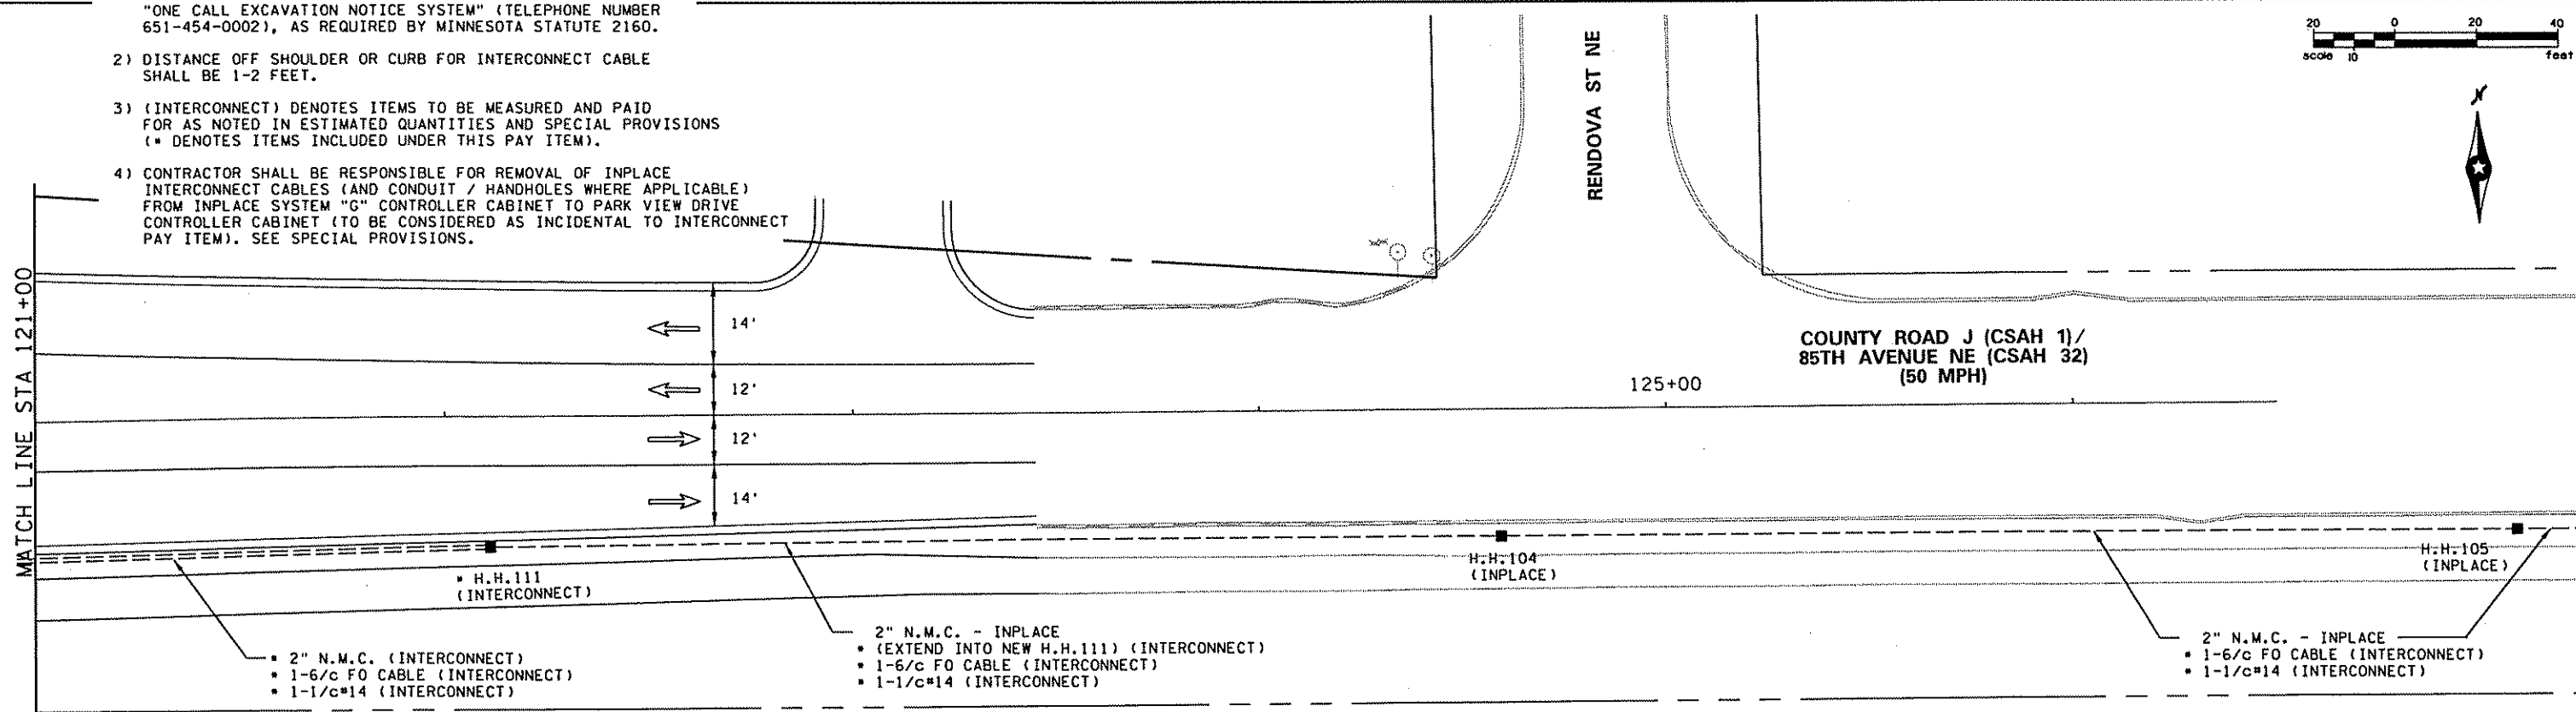 "ONE CALL EXCAVATION NOTICE SYSTEM" (TELEPHONE NUMBER
651-454-0002), AS REQUIRED BY MINNESOTA STATUTE 2160.
2) DISTANCE OFF SHOULDER OR CURB FOR INTERCONNECT CABLE
SHALL BE 1-2 FEET.
3) (INTERCONNECT) DENOTES ITEMS TO BE MEASURED AND PAID
FOR AS NOTED IN ESTIMATED QUANTITIES AND SPECIAL PROVISIONS
(* DENOTES ITEMS INCLUDED UNDER THIS PAY ITEM).
4) CONTRACTOR SHALL BE RESPONSIBLE FOR REMOVAL OF INPLACE
INTERCONNECT CABLES (AND CONDUIT / HANDHOLES WHERE APPLICABLE)
FROM INPLACE SYSTEM "G" CONTROLLER CABINET TO PARK VIEW DRIVE
CONTROLLER CABINET (TO BE CONSIDERED AS INCIDENTAL TO INTERCONNECT
PAY ITEM). SEE SPECIAL PROVISIONS.
RENDOVA ST NE
20 0 20 40
scale 10 feet
N
MATCH LINE STA 121+00
14'
12'
12'
14'
125+00
COUNTY ROAD J (CSAH 1)/
85TH AVENUE NE (CSAH 32)
(50 MPH)
* H.H.111
(INTERCONNECT)
H.H.104
(INPLACE)
H.H.105
(INPLACE)
* 2" N.M.C. (INTERCONNECT)
* 1-6/c FO CABLE (INTERCONNECT)
* 1-1/c#14 (INTERCONNECT)
2" N.M.C. - INPLACE
* (EXTEND INTO NEW H.H.111) (INTERCONNECT)
* 1-6/c FO CABLE (INTERCONNECT)
* 1-1/c#14 (INTERCONNECT)
2" N.M.C. - INPLACE
* 1-6/c FO CABLE (INTERCONNECT)
* 1-1/c#14 (INTERCONNECT)